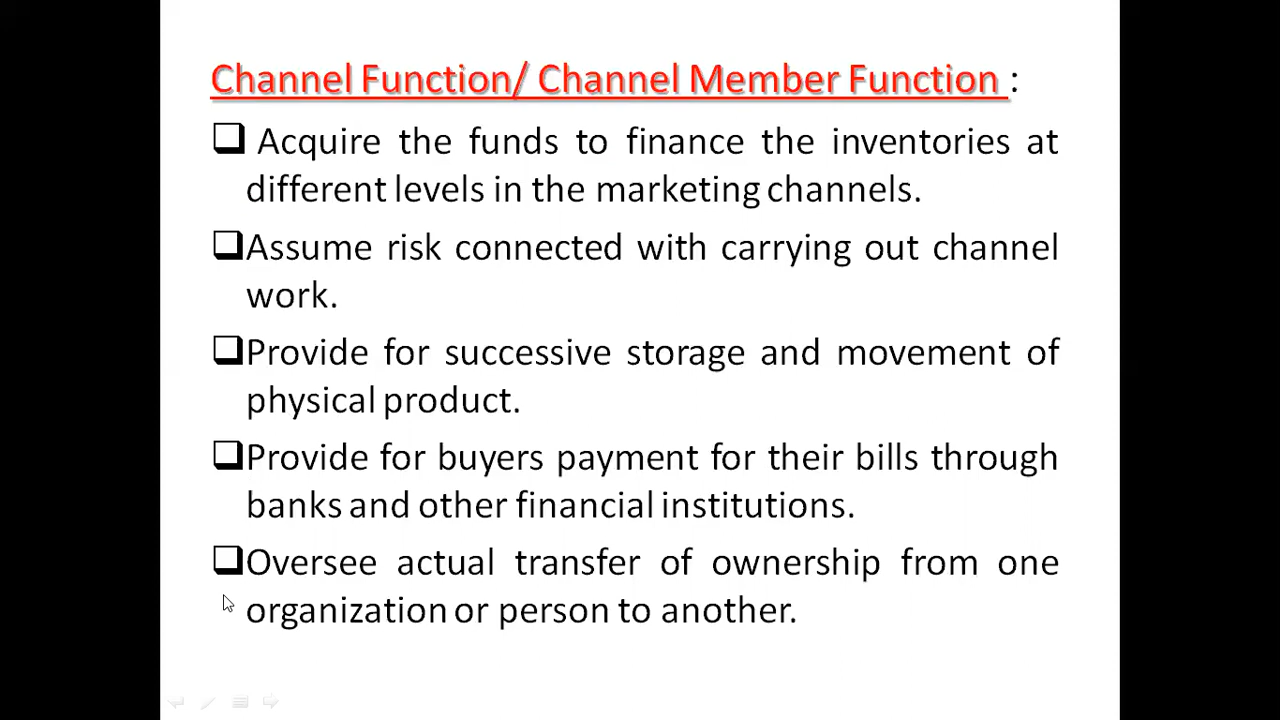 Channel Function/ Channel Member Function :
Acquire the funds to finance the inventories at
different levels in the marketing channels.
Assume risk connected with carrying out channel
work.
Provide for successive storage and movement of
physical product.
Provide for buyers payment for their bills through
banks and other financial institutions.
Oversee actual transfer of ownership from one
organization or person to another.